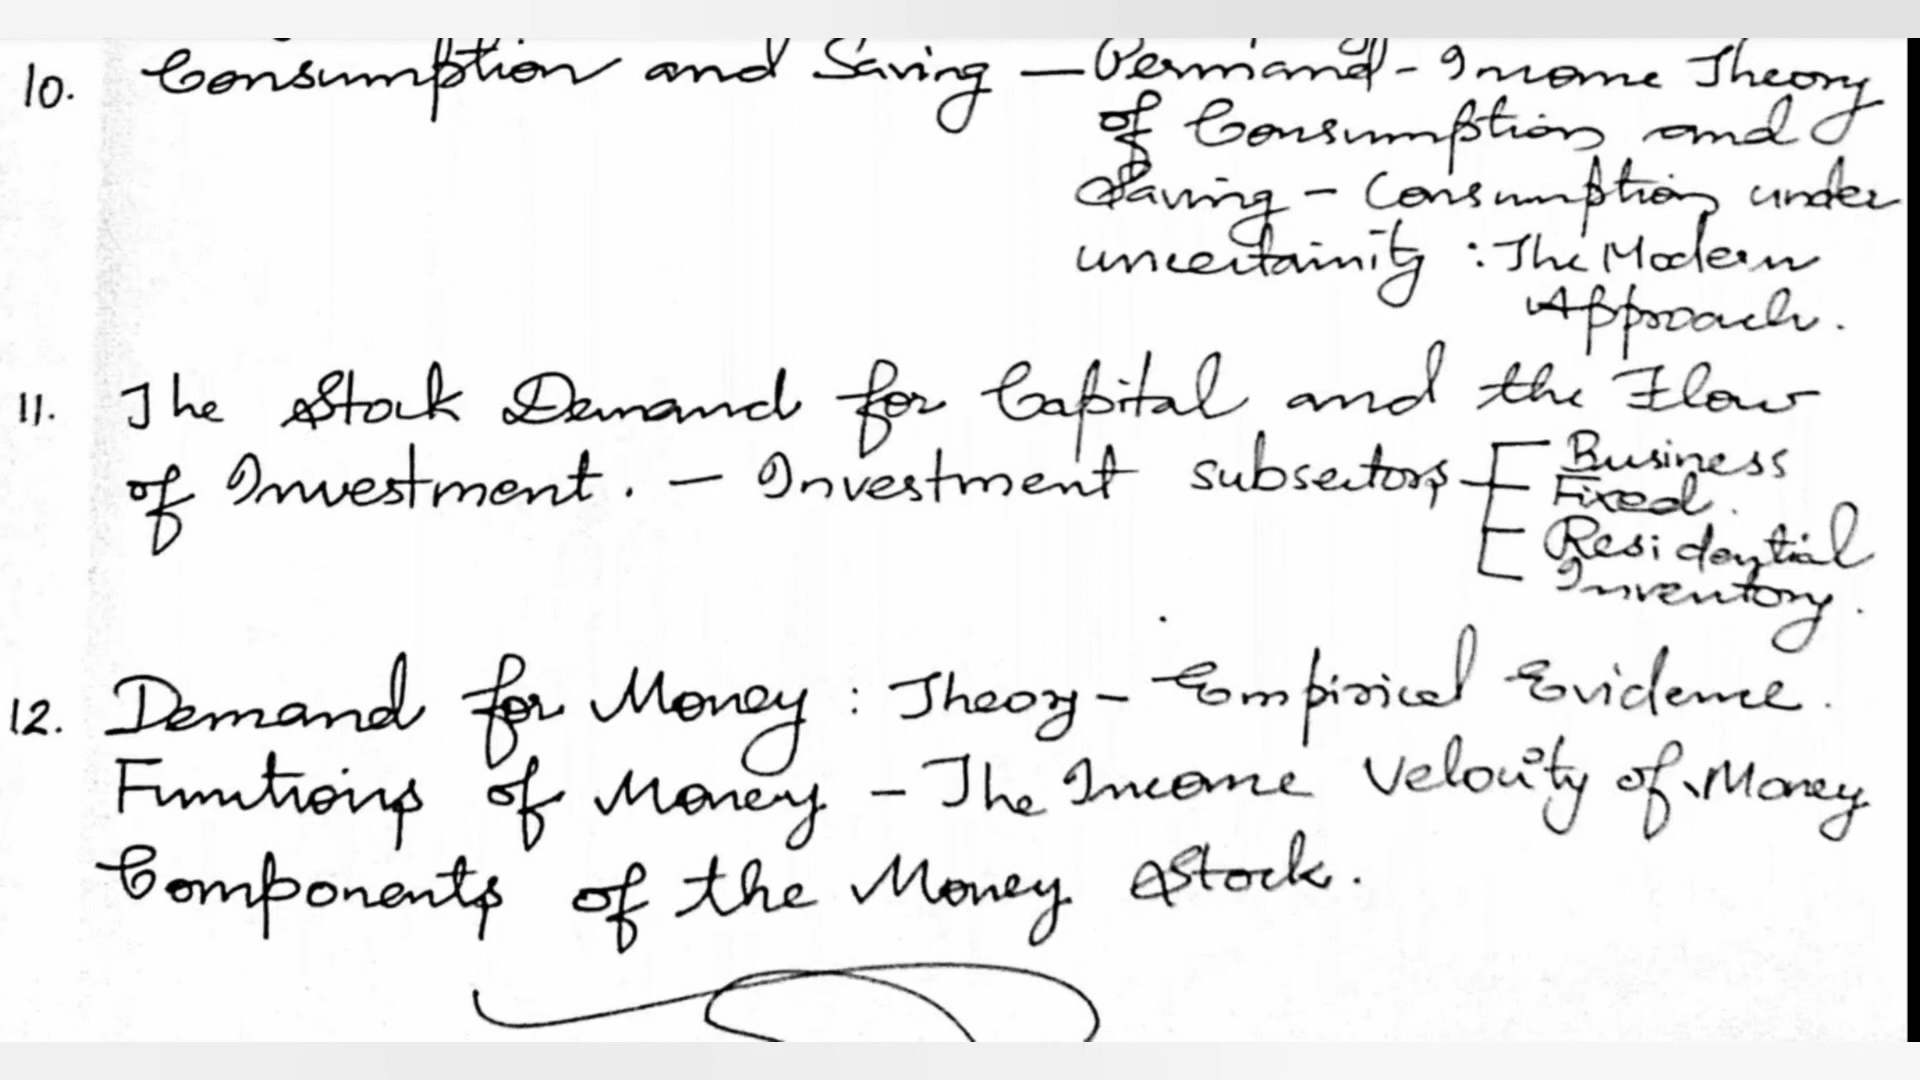 10. Consumption and Saving — Permiand - Income Theory
of Consumption and
Saving - Consumption under
uncertainity : The Modern
Approach.
11. The Stock Demand for Capital and the Flow
of Investment. - Investment subsectors
Business
Fixed.
Residential
Inventory.
12. Demand for Money : Theory - Empirical Evidence.
Functions of Money - The Income Velocity of Money
Components of the Money Stock.